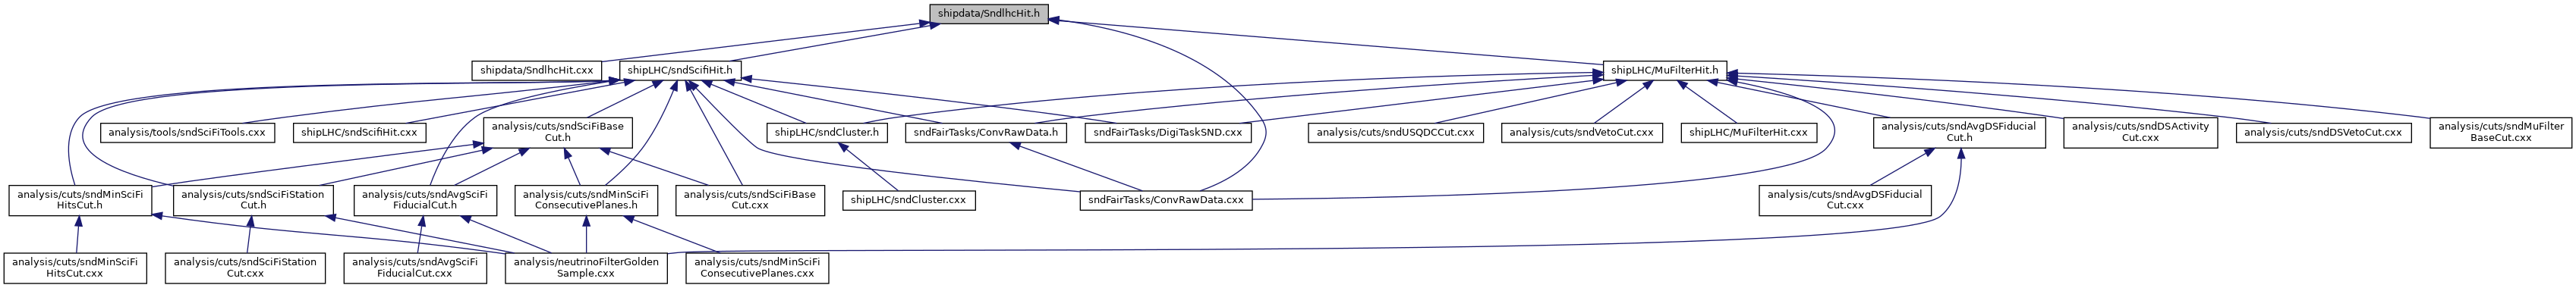 shipdata/SndlhcHit.h
shipdata/SndlhcHit.cxx
shipLHC/sndScifiHit.h
shipLHC/MuFilterHit.h
analysis/tools/sndSciFiTools.cxx
shipLHC/sndScifiHit.cxx
analysis/cuts/sndSciFiBase
Cut.h
shipLHC/sndCluster.h
sndFairTasks/ConvRawData.h
sndFairTasks/DigiTaskSND.cxx
analysis/cuts/sndUSQDCCut.cxx
analysis/cuts/sndVetoCut.cxx
shipLHC/MuFilterHit.cxx
analysis/cuts/sndAvgDSFiducial
Cut.h
analysis/cuts/sndDSActivity
Cut.cxx
analysis/cuts/sndDSVetoCut.cxx
analysis/cuts/sndMuFilter
BaseCut.cxx
analysis/cuts/sndMinSciFi
HitsCut.h
analysis/cuts/sndSciFiStation
Cut.h
analysis/cuts/sndAvgSciFi
FiducialCut.h
analysis/cuts/sndMinSciFi
ConsecutivePlanes.h
analysis/cuts/sndSciFiBase
Cut.cxx
shipLHC/sndCluster.cxx
sndFairTasks/ConvRawData.cxx
analysis/cuts/sndAvgDSFiducial
Cut.cxx
analysis/cuts/sndMinSciFi
HitsCut.cxx
analysis/cuts/sndSciFiStation
Cut.cxx
analysis/cuts/sndAvgSciFi
FiducialCut.cxx
analysis/neutrinoFilterGolden
Sample.cxx
analysis/cuts/sndMinSciFi
ConsecutivePlanes.cxx